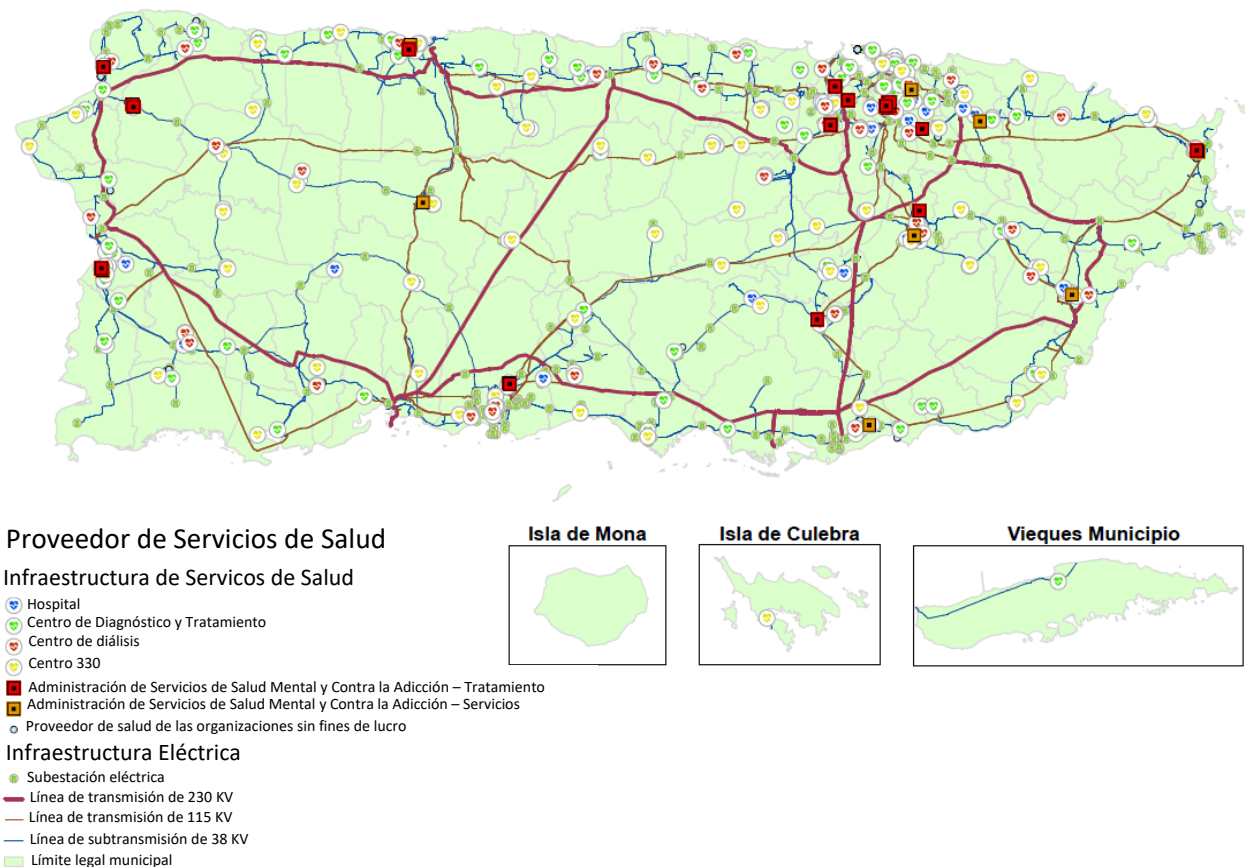 Proveedor de Servicios de Salud
Infraestructura de Servicos de Salud
Hospital
Centro de Diagnóstico y Tratamiento
Centro de diálisis
Centro 330
Administración de Servicios de Salud Mental y Contra la Adicción – Tratamiento
Administración de Servicios de Salud Mental y Contra la Adicción – Servicios
Proveedor de salud de las organizaciones sin fines de lucro
Infraestructura Eléctrica
Subestación eléctrica
Línea de transmisión de 230 KV
Línea de transmisión de 115 KV
Línea de subtransmisión de 38 KV
Límite legal municipal
Isla de Mona
Isla de Culebra
Vieques Municipio